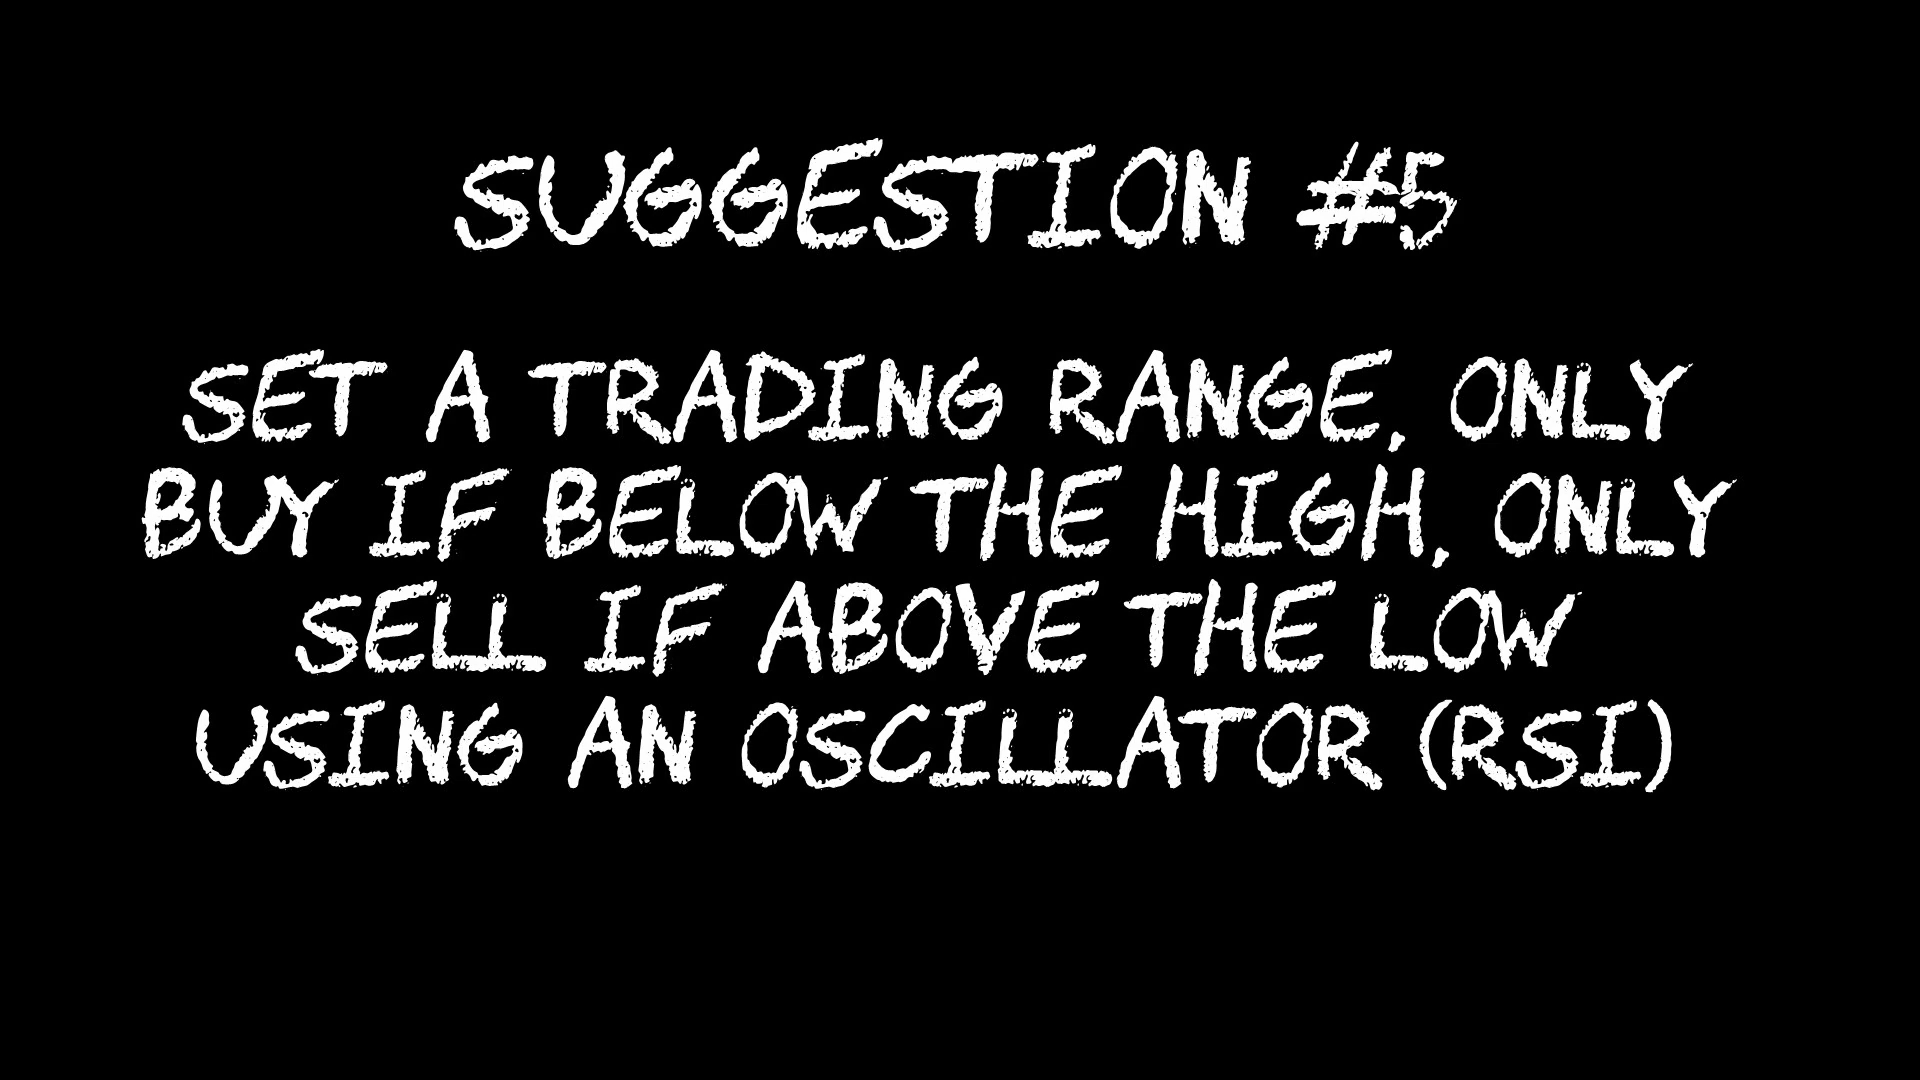 SUGGESTION #5
SET A TRADING RANGE, ONLY
BUY IF BELOW THE HIGH, ONLY
SELL IF ABOVE THE LOW
USING AN OSCILLATOR (RSI)